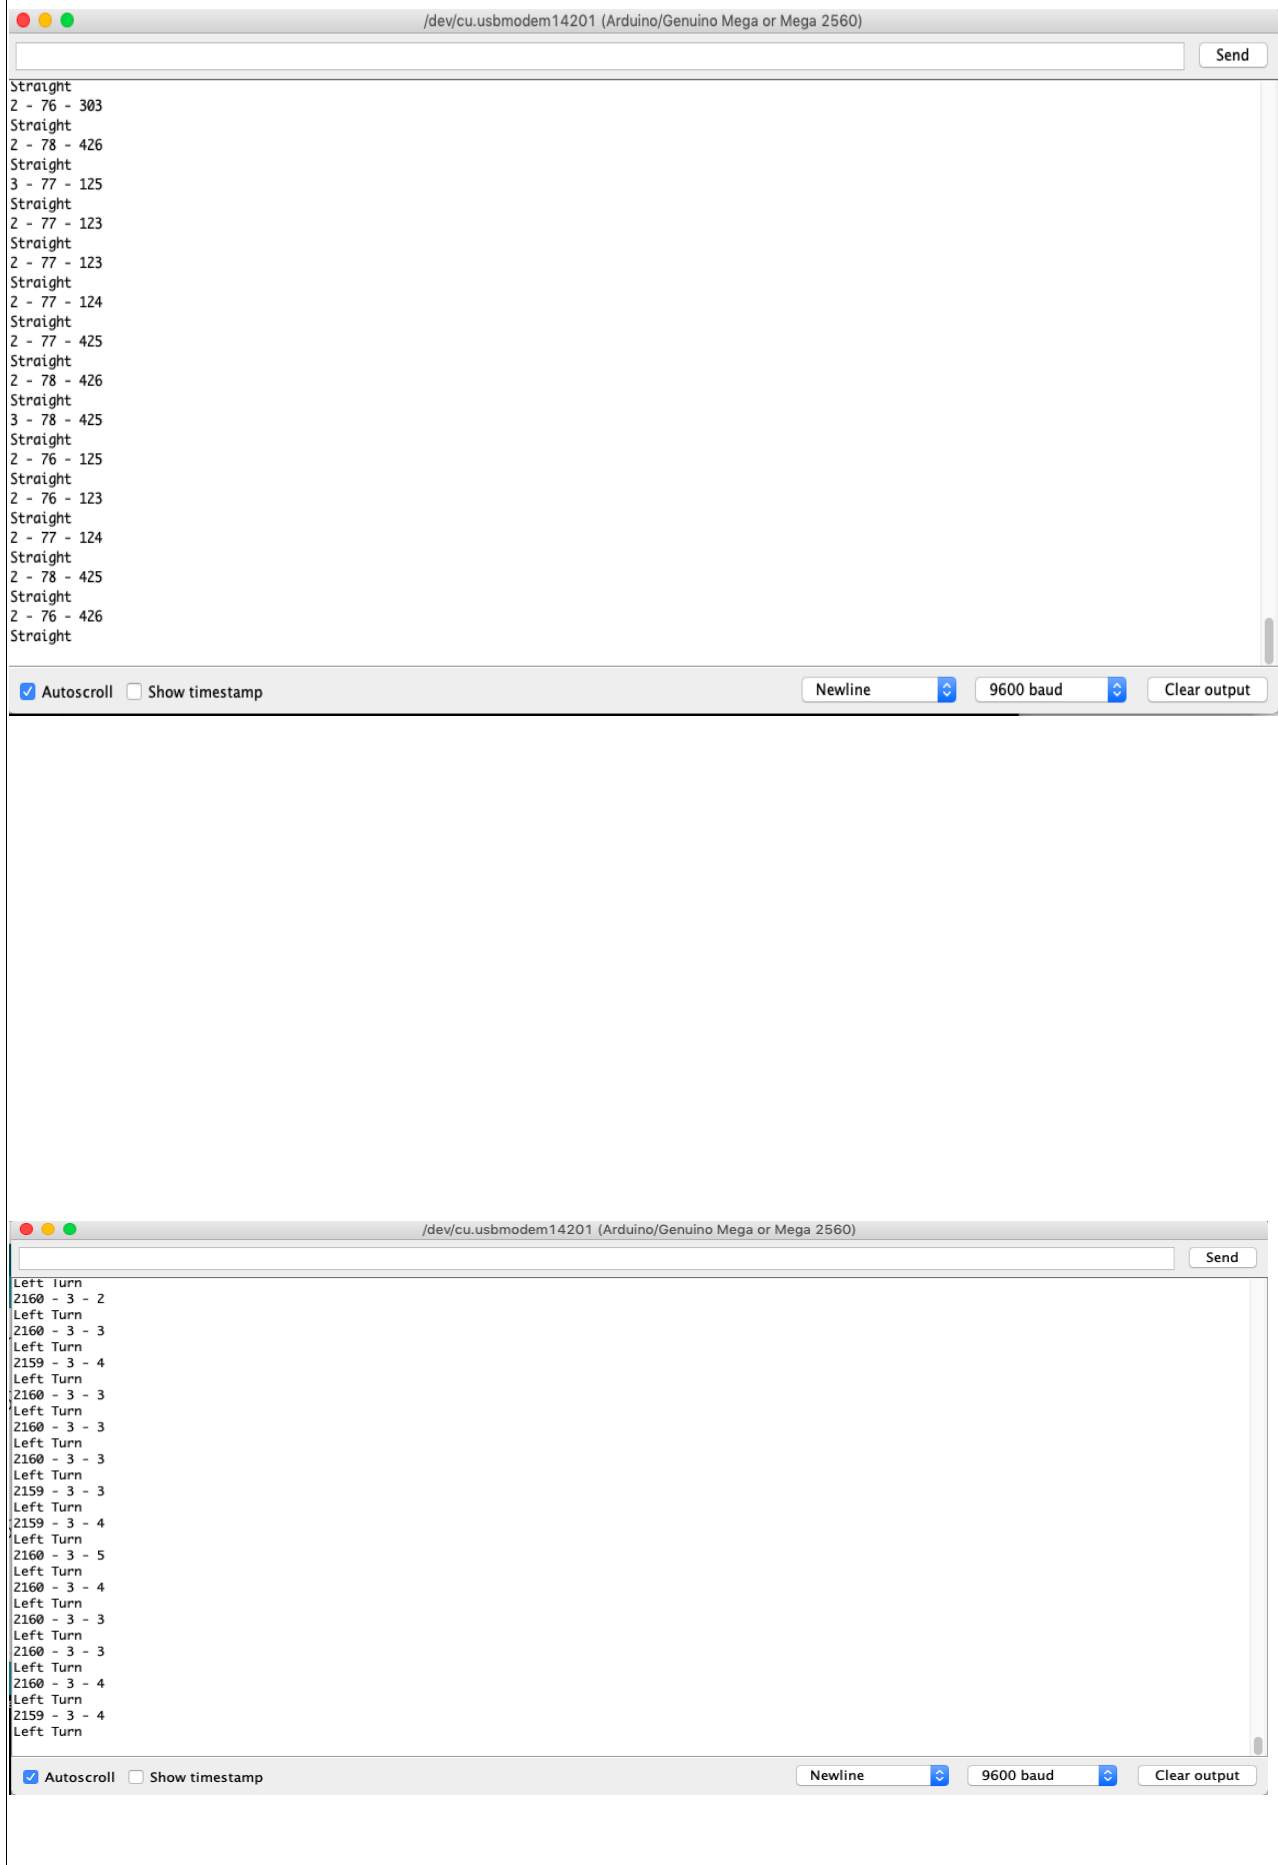 /dev/cu.usbmodem14201 (Arduino/Genuino Mega or Mega 2560)
Send
Straight
2 - 76 - 303
Straight
2 - 78 - 426
Straight
3 - 77 - 125
Straight
2 - 77 - 123
Straight
2 - 77 - 123
Straight
2 - 77 - 124
Straight
2 - 77 - 425
Straight
2 - 78 - 426
Straight
3 - 78 - 425
Straight
2 - 76 - 125
Straight
2 - 76 - 123
Straight
2 - 77 - 124
Straight
2 - 78 - 425
Straight
2 - 76 - 426
Straight
Autoscroll Show timestamp Newline 9600 baud Clear output
/dev/cu.usbmodem14201 (Arduino/Genuino Mega or Mega 2560)
Send
Left Turn
2160 - 3 - 2
Left Turn
2160 - 3 - 3
Left Turn
2159 - 3 - 4
Left Turn
2160 - 3 - 3
Left Turn
2160 - 3 - 3
Left Turn
2160 - 3 - 3
Left Turn
2159 - 3 - 3
Left Turn
2159 - 3 - 4
Left Turn
2160 - 3 - 5
Left Turn
2160 - 3 - 4
Left Turn
2160 - 3 - 3
Left Turn
2160 - 3 - 3
Left Turn
2160 - 3 - 4
Left Turn
2159 - 3 - 4
Left Turn
Autoscroll Show timestamp Newline 9600 baud Clear output